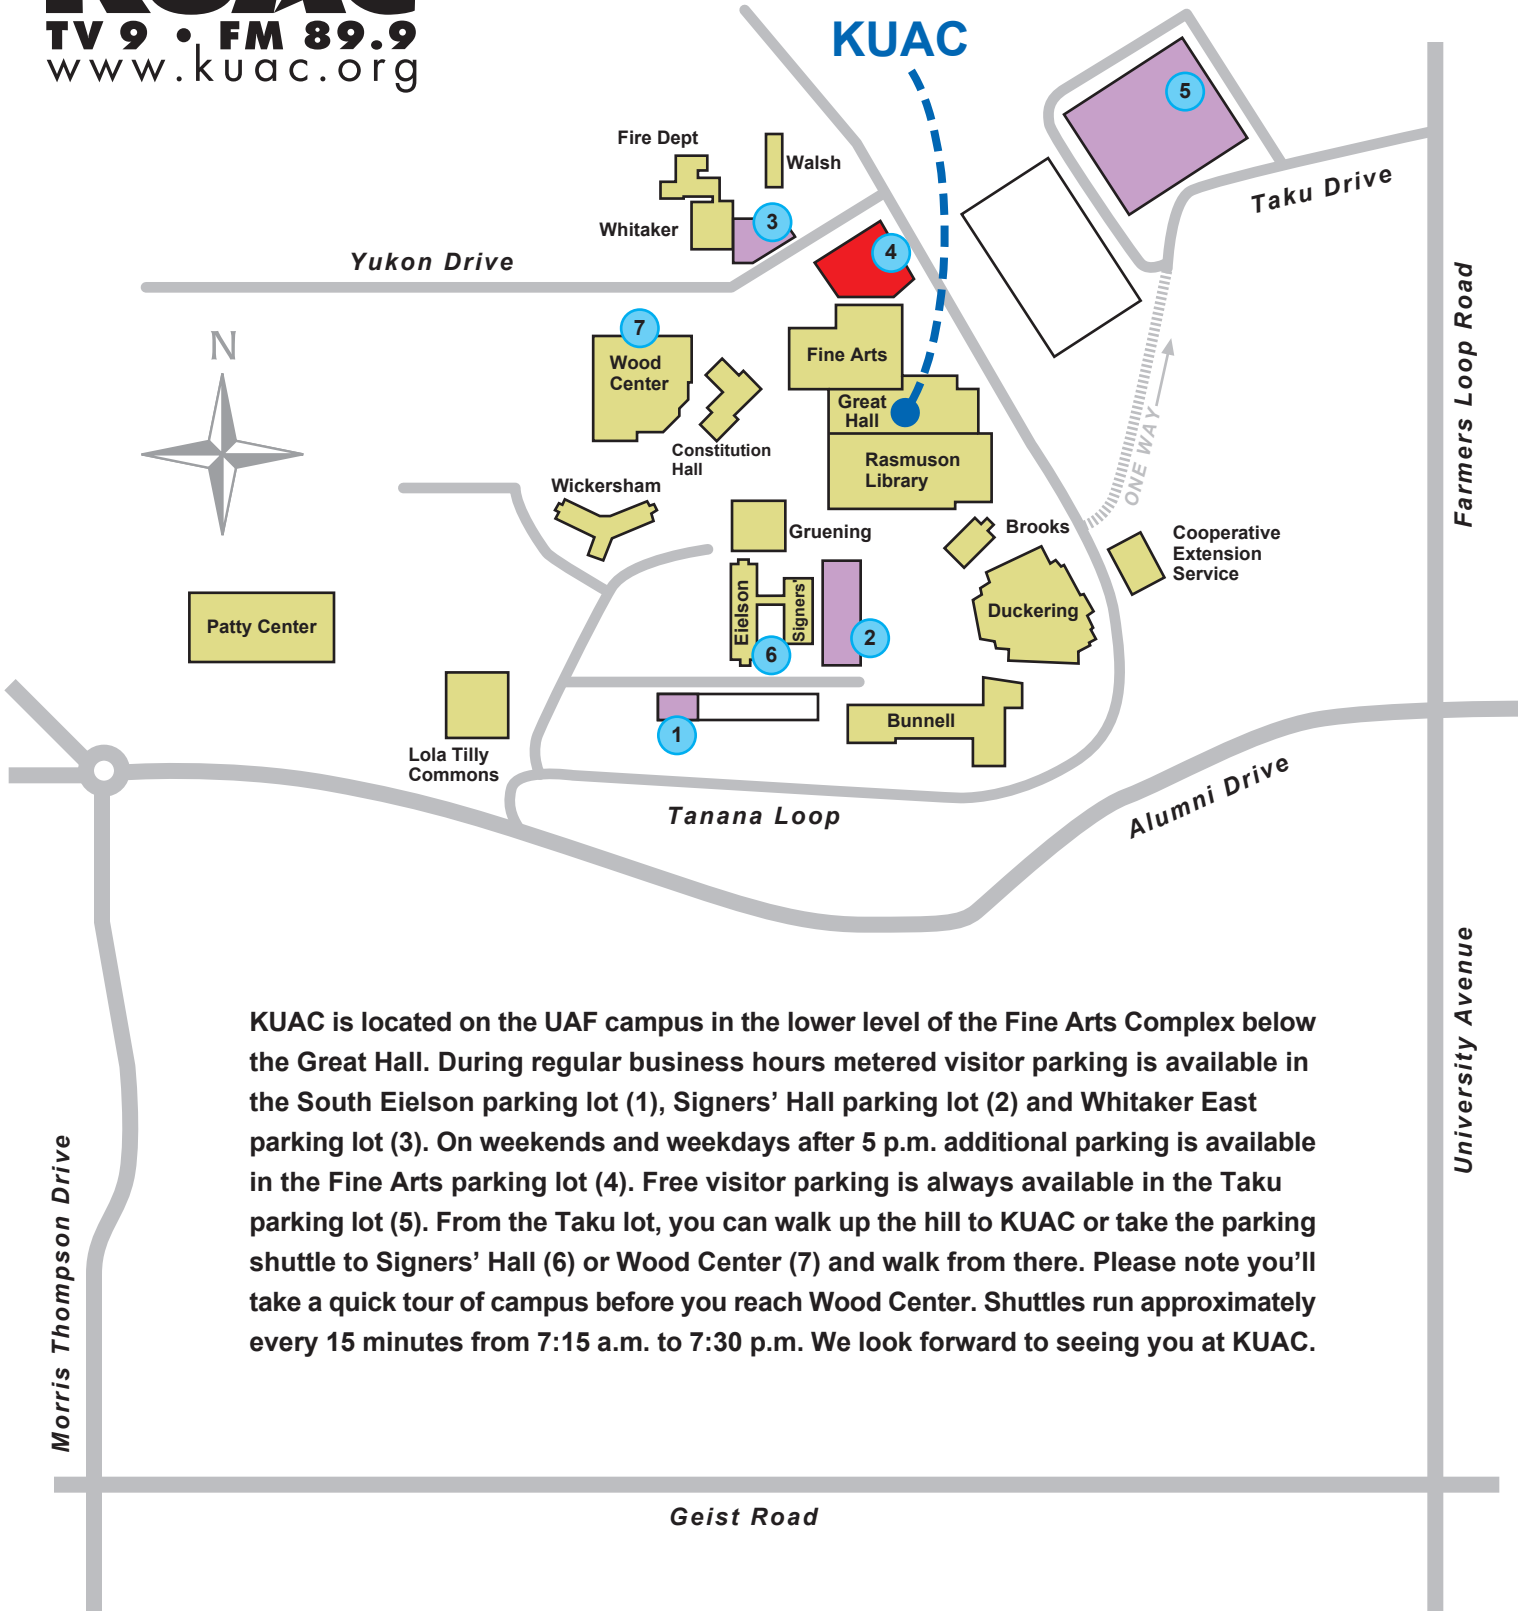 KUAC
TV 9 • FM 89.9
www.kuac.org
KUAC
5
Fire Dept
Walsh
3
Whitaker
4
Taku Drive
Yukon Drive
7
N
Wood
Center
Fine Arts
Great
Hall
Constitution
Hall
Rasmuson
Library
ONE WAY
Farmers Loop Road
Wickersham
Gruening
Brooks
Cooperative
Extension
Service
Eielson
Signers'
Duckering
Patty Center
2
6
1
Bunnell
Lola Tilly
Commons
Tanana Loop
Alumni Drive
KUAC is located on the UAF campus in the lower level of the Fine Arts Complex below
the Great Hall. During regular business hours metered visitor parking is available in
the South Eielson parking lot (1), Signers’ Hall parking lot (2) and Whitaker East
parking lot (3). On weekends and weekdays after 5 p.m. additional parking is available
in the Fine Arts parking lot (4). Free visitor parking is always available in the Taku
parking lot (5). From the Taku lot, you can walk up the hill to KUAC or take the parking
shuttle to Signers’ Hall (6) or Wood Center (7) and walk from there. Please note you’ll
take a quick tour of campus before you reach Wood Center. Shuttles run approximately
every 15 minutes from 7:15 a.m. to 7:30 p.m. We look forward to seeing you at KUAC.
University Avenue
Morris Thompson Drive
Geist Road